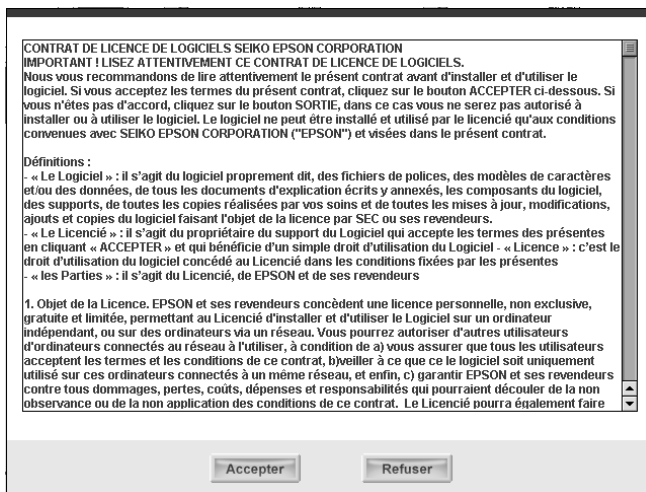 CONTRAT DE LICENCE DE LOGICIELS SEIKO EPSON CORPORATION
IMPORTANT ! LISEZ ATTENTIVEMENT CE CONTRAT DE LICENCE DE LOGICIELS.
Nous vous recommandons de lire attentivement le présent contrat avant d'installer et d'utiliser le
logiciel. Si vous acceptez les termes du présent contrat, cliquez sur le bouton ACCEPTER ci-dessous. Si
vous n'êtes pas d'accord, cliquez sur le bouton SORTIE, dans ce cas vous ne serez pas autorisé à
installer ou à utiliser le logiciel. Le logiciel ne peut être installé et utilisé par le licencié qu'aux conditions
convenues avec SEIKO EPSON CORPORATION ("EPSON") et visées dans le présent contrat.
Définitions :
- « Le Logiciel » : il s'agit du logiciel proprement dit, des fichiers de polices, des modèles de caractères
et/ou des données, de tous les documents d'explication écrits y annexés, les composants du logiciel,
des supports, de toutes les copies réalisées par vos soins et de toutes les mises à jour, modifications,
ajouts et copies du logiciel faisant l'objet de la licence par SEC ou ses revendeurs.
- « Le Licencié » : il s'agit du propriétaire du support du Logiciel qui accepte les termes des présentes
en cliquant « ACCEPTER » et qui bénéficie d'un simple droit d'utilisation du Logiciel - « Licence » : c'est le
droit d'utilisation du logiciel concédé au Licencié dans les conditions fixées par les présentes
- « les Parties » : il s'agit du Licencié, de EPSON et de ses revendeurs
1. Objet de la Licence. EPSON et ses revendeurs concèdent une licence personnelle, non exclusive,
gratuite et limitée, permettant au Licencié d'installer et d'utiliser le Logiciel sur un ordinateur
indépendant, ou sur des ordinateurs via un réseau. Vous pourrez autoriser d'autres utilisateurs
d'ordinateurs connectés au réseau à l'utiliser, à condition de a) vous assurer que tous les utilisateurs
acceptent les termes et les conditions de ce contrat, b)veiller à ce que ce le logiciel soit uniquement
utilisé sur ces ordinateurs connectés à un même réseau, et enfin, c) garantir EPSON et ses revendeurs
contre tous dommages, pertes, coûts, dépenses et responsabilités qui pourraient découler de la non
observance ou de la non application des conditions de ce contrat. Le Licencié pourra également faire
Accepter
Refuser